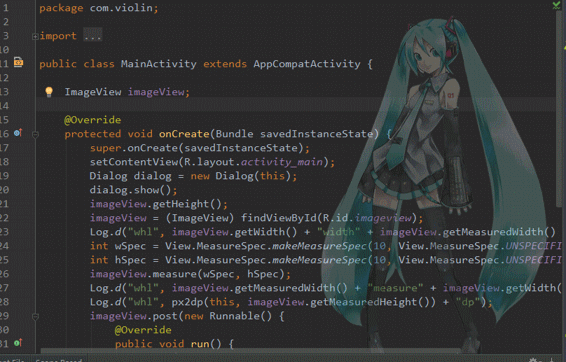 1 package com.violin;
2
3 import ...
10
11 public class MainActivity extends AppCompatActivity {
12
13 ImageView imageView;
14
15 @Override
16 protected void onCreate(Bundle savedInstanceState) {
17 super.onCreate(savedInstanceState);
18 setContentView(R.layout.activity_main);
19 Dialog dialog = new Dialog(this);
20 dialog.show();
21 imageView.getHeight();
22 imageView = (ImageView) findViewById(R.id.imageview);
23 Log.d("whl", imageView.getWidth() + "width" + imageView.getMeasuredWidth()
24 int wSpec = View.MeasureSpec.makeMeasureSpec(10, View.MeasureSpec.UNSPECIFI
25 int hSpec = View.MeasureSpec.makeMeasureSpec(10, View.MeasureSpec.UNSPECIFI
26 imageView.measure(wSpec, hSpec);
27 Log.d("whl", imageView.getMeasuredWidth() + "measure" + imageView.getWidth(
28 Log.d("whl", px2dp(this, imageView.getMeasuredHeight()) + "dp");
29 imageView.post(new Runnable() {
30 @Override
31 public void run() {